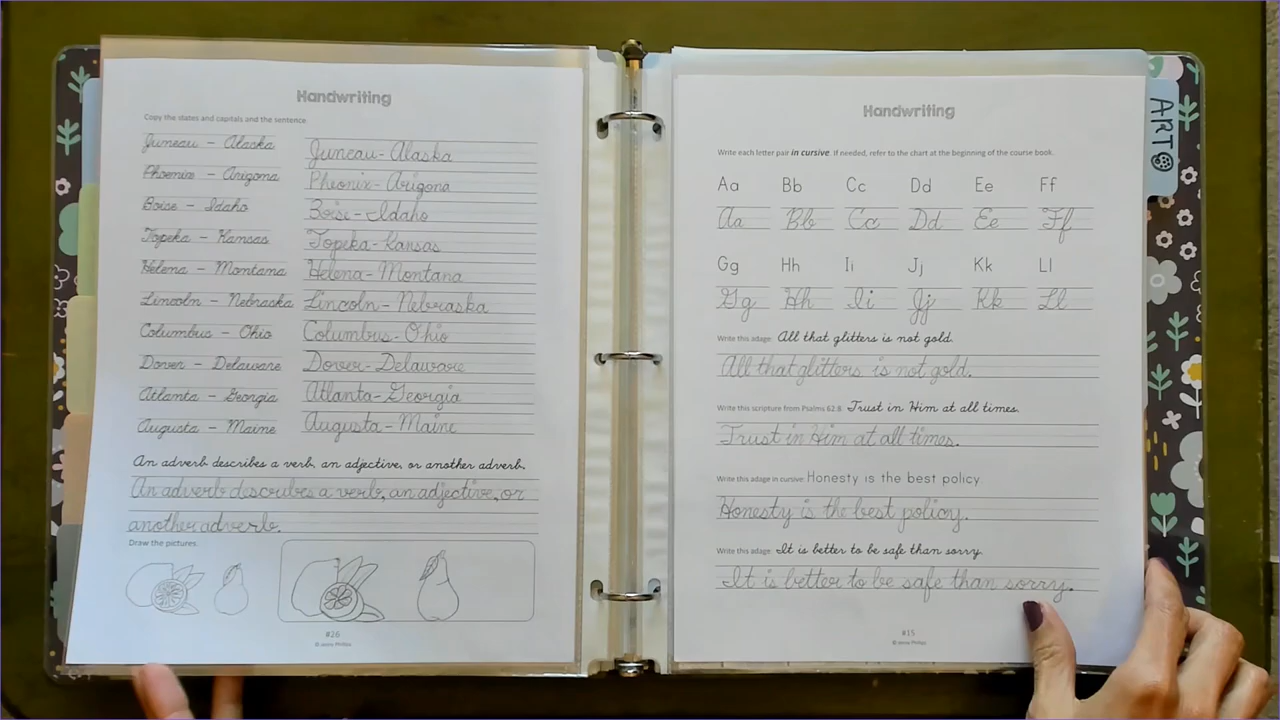 Handwriting
Copy the states and capitals and the sentence.
Juneau - Alaska
Juneau - Alaska
Phoenix - Arizona
Pheonix - Arizona
Boise - Idaho
Boise - Idaho
Topeka - Kansas
Topeka - Kansas
Helena - Montana
Helena - Montana
Lincoln - Nebraska
Lincoln - Nebraska
Columbus - Ohio
Columbus - Ohio
Dover - Delaware
Dover - Delaware
Atlanta - Georgia
Atlanta - Georgia
Augusta - Maine
Augusta - Maine
An adverb describes a verb, an adjective, or another adverb.
An adverb describes a verb, an adjective, or
another adverb.
Draw the pictures.
#26
© Jenny Phillips
Handwriting
Write each letter pair in cursive. If needed, refer to the chart at the beginning of the course book.
Aa Bb Cc Dd Ee Ff
Aa Bb Cc Dd Ee Ff
Gg Hh Ii Jj Kk Ll
Gg Hh Ii Jj Kk Ll
Write this adage: All that glitters is not gold.
All that glitters is not gold.
Write this scripture from Psalms 62:8: Trust in Him at all times.
Trust in Him at all times.
Write this adage in cursive: Honesty is the best policy
Honesty is the best policy.
Write this adage: It is better to be safe than sorry.
It is better to be safe than sorry.
#15
© Jenny Phillips
ART